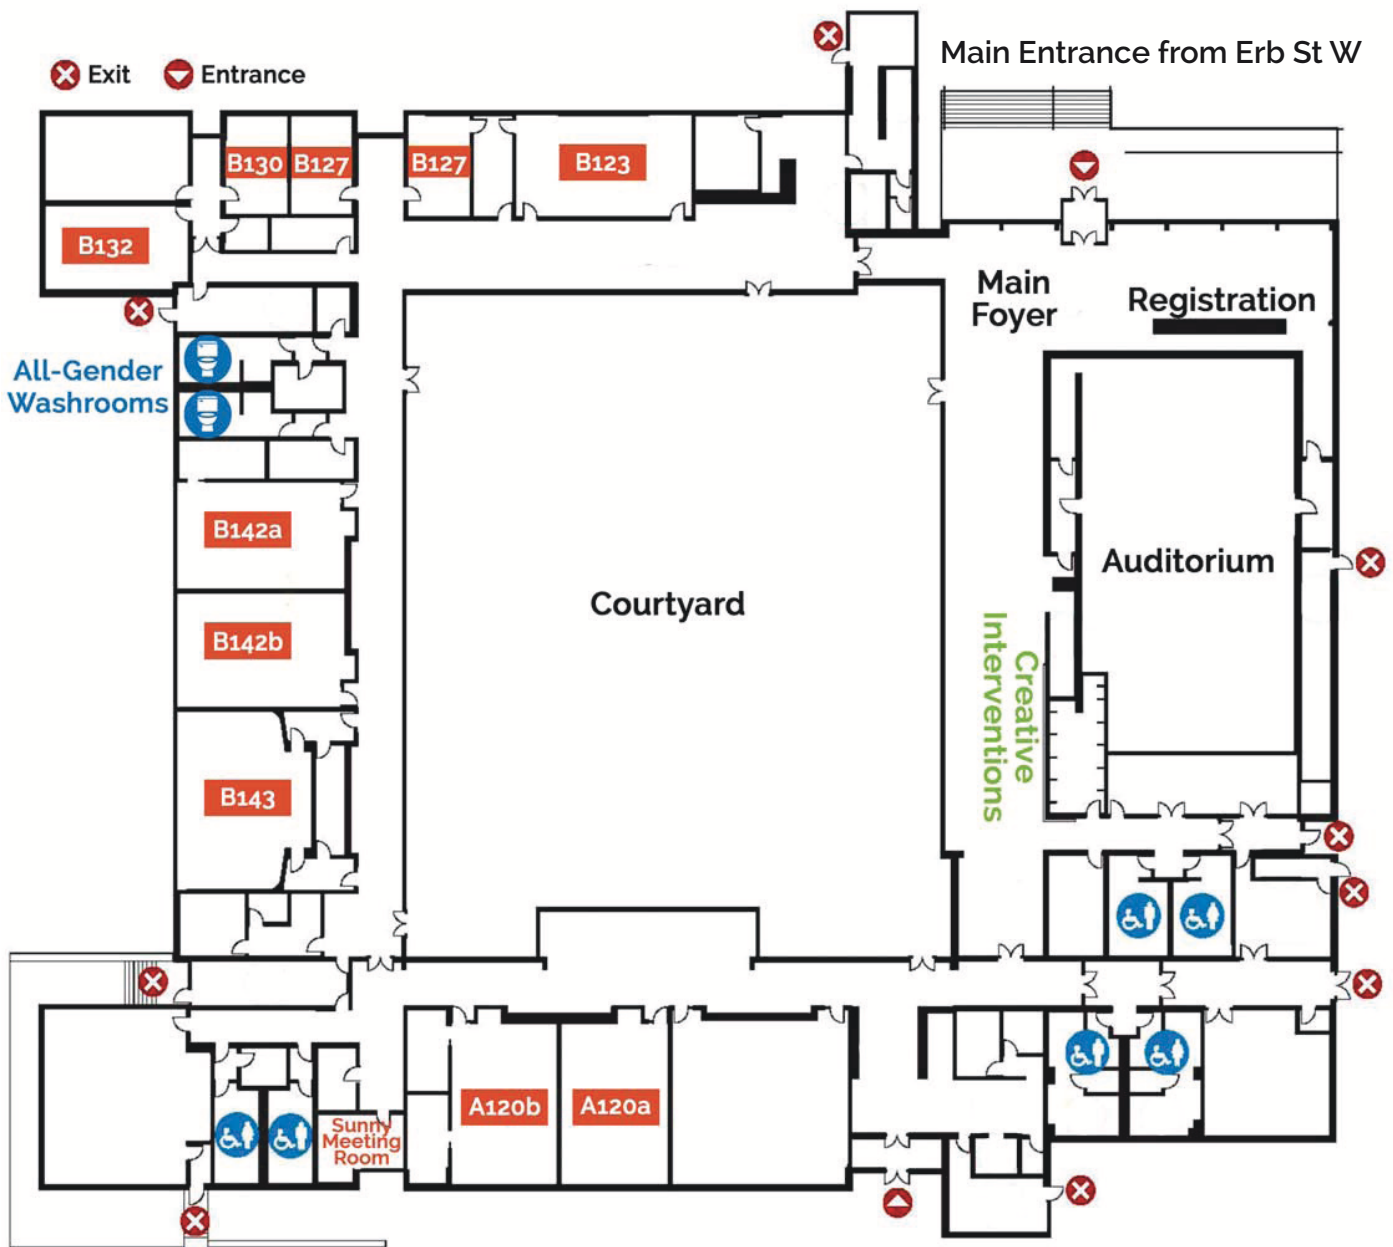 Main Entrance from Erb St W
Exit
Entrance
B130
B127
B127
B123
B132
Main
Foyer
Registration
All-Gender
Washrooms
B142a
Auditorium
Courtyard
B142b
Creative
Interventions
B143
A120b
A120a
Sunny
Meeting
Room